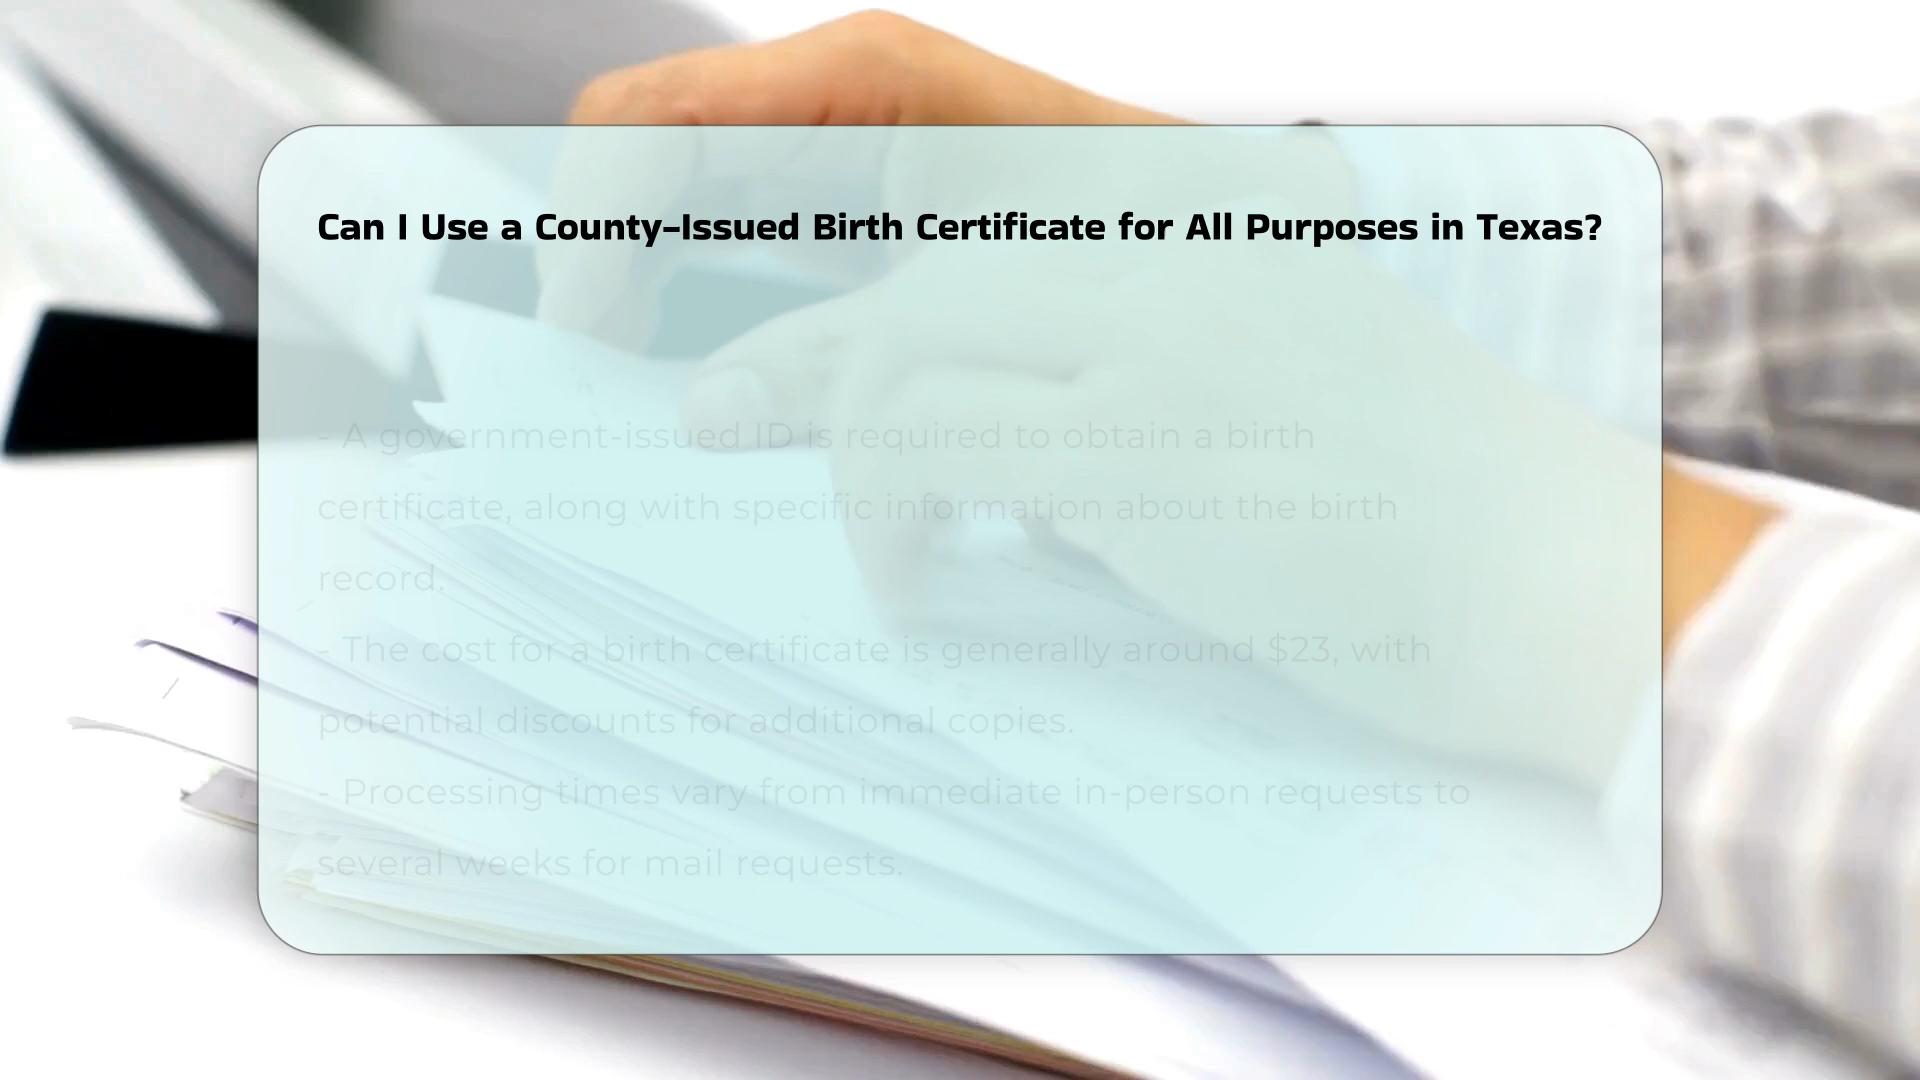 Can I Use a County-Issued Birth Certificate for All Purposes in Texas?
- A government-issued ID is required to obtain a birth
certificate, along with specific information about the birth
record.
- The cost for a birth certificate is generally around $23, with
potential discounts for additional copies.
- Processing times vary from immediate in-person requests to
several weeks for mail requests.